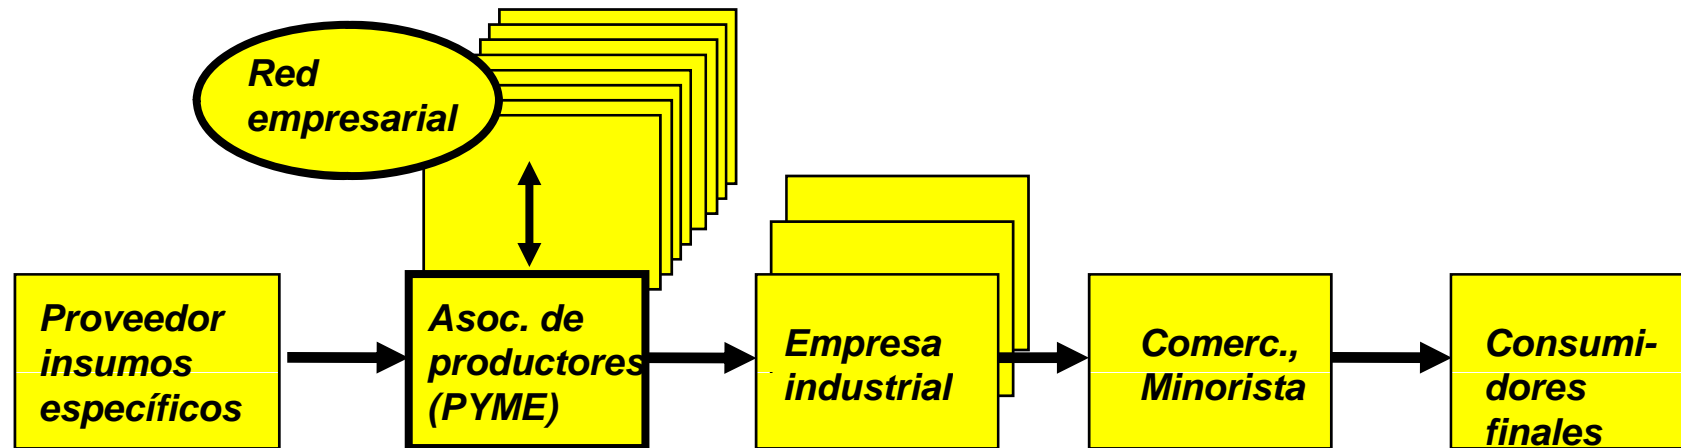 Red
empresarial
Proveedor
insumos
específicos
Asoc. de
productores
(PYME)
Empresa
industrial
Comerc.,
Minorista
Consumi-
dores
finales